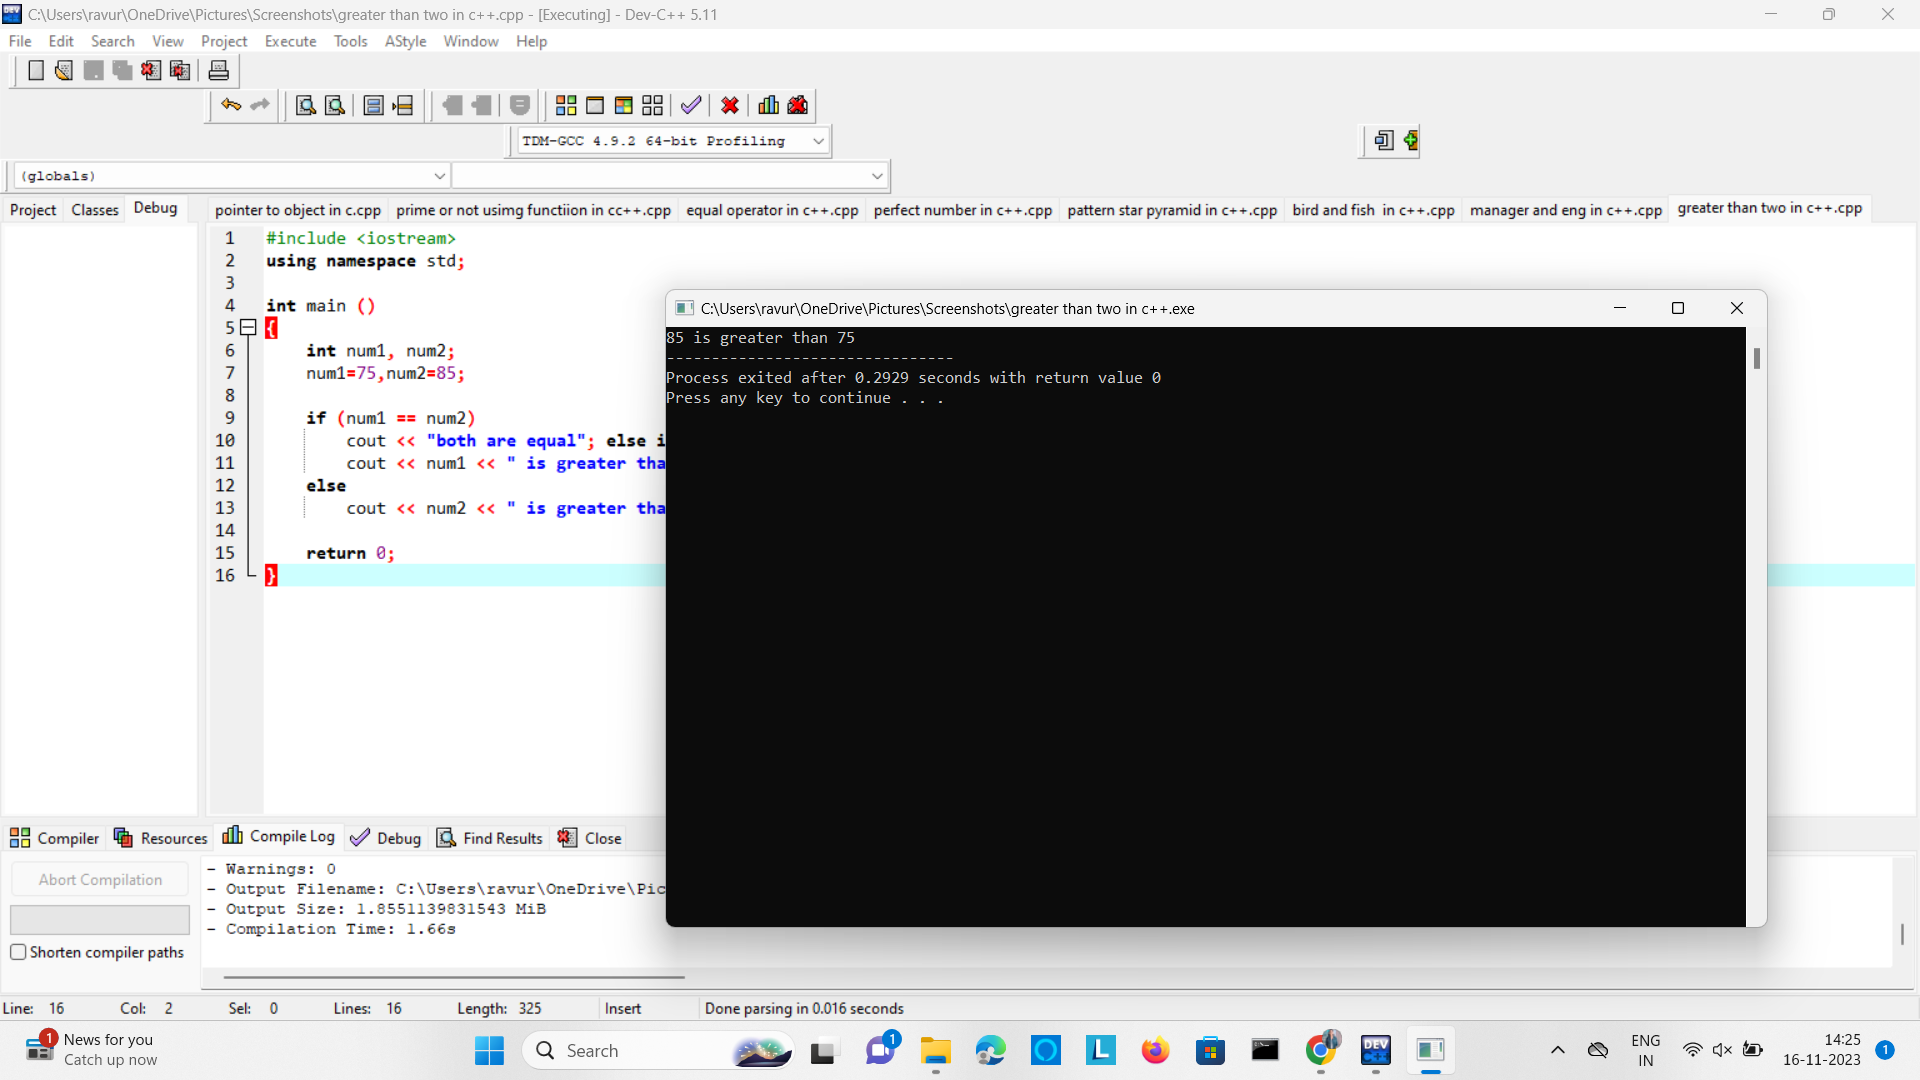 C:\Users\ravur\OneDrive\Pictures\Screenshots\greater than two in c++.cpp - [Executing] - Dev-C++ 5.11
File Edit Search View Project Execute Tools AStyle Window Help
TDM-GCC 4.9.2 64-bit Profiling
(globals)
Project Classes Debug
pointer to object in c.cpp prime or not usimg functiion in cc++.cpp equal operator in c++.cpp perfect number in c++.cpp pattern star pyramid in c++.cpp bird and fish in c++.cpp manager and eng in c++.cpp greater than two in c++.cpp
1 #include <iostream>
2 using namespace std;
3
4 int main ()
5 {
6 int num1, num2;
7 num1=75,num2=85;
8
9 if (num1 == num2)
10 cout << "both are equal"; else i
11 cout << num1 << " is greater tha
12 else
13 cout << num2 << " is greater tha
14
15 return 0;
16 }
C:\Users\ravur\OneDrive\Pictures\Screenshots\greater than two in c++.exe
85 is greater than 75
--------------------------------
Process exited after 0.2929 seconds with return value 0
Press any key to continue . . .
Compiler Resources Compile Log Debug Find Results Close
Abort Compilation
Shorten compiler paths
- Warnings: 0
- Output Filename: C:\Users\ravur\OneDrive\Pic
- Output Size: 1.8551139831543 MiB
- Compilation Time: 1.66s
Line: 16 Col: 2 Sel: 0 Lines: 16 Length: 325 Insert Done parsing in 0.016 seconds
1
News for you
Catch up now
Search
1
DEV
C++
L
ENG
IN
14:25
16-11-2023
1